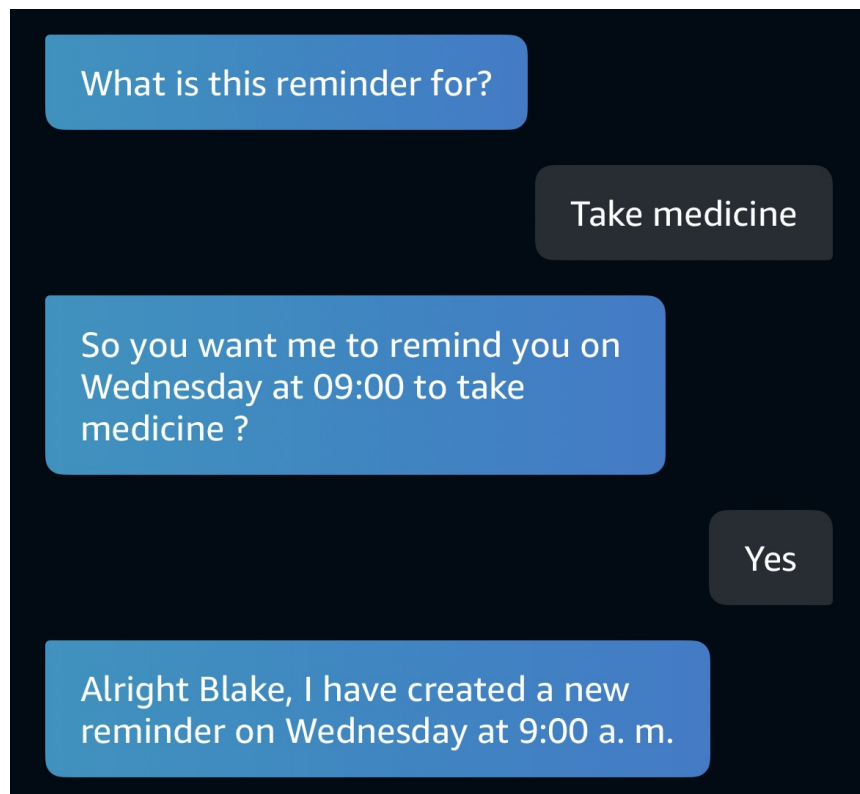 What is this reminder for?
Take medicine
So you want me to remind you on
Wednesday at 09:00 to take
medicine ?
Yes
Alright Blake, I have created a new
reminder on Wednesday at 9:00 a. m.